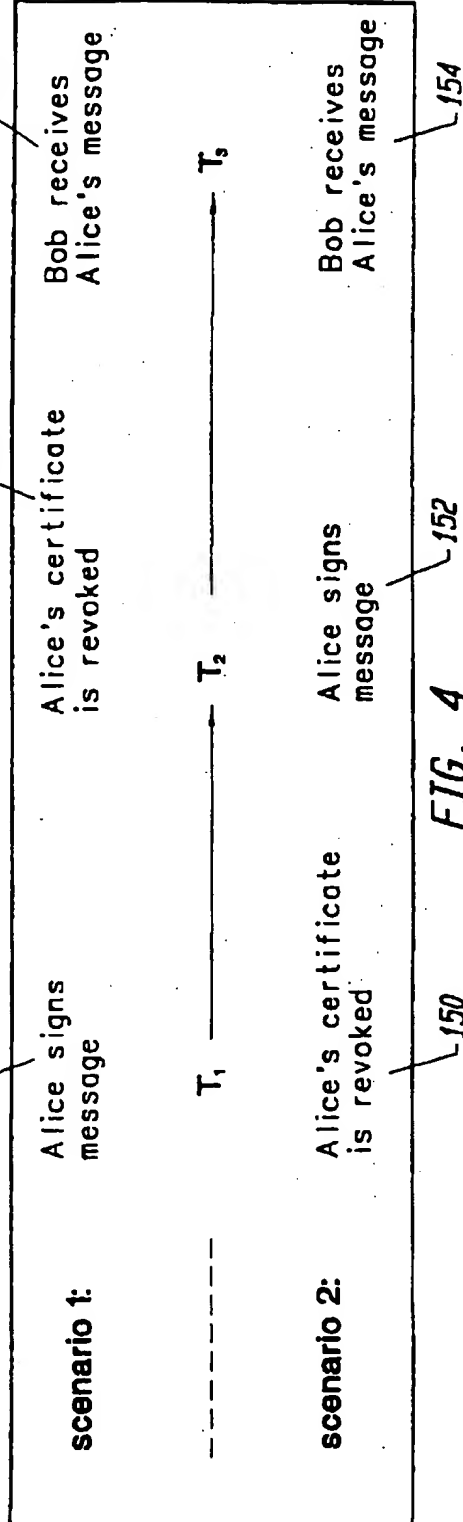 scenario 1:
Alice signs
message
Alice's certificate
is revoked
Bob receives
Alice's message
T₁
T₂
T₃
scenario 2:
Alice's certificate
is revoked
Alice signs
message
Bob receives
Alice's message
150
152
154
FIG. 4